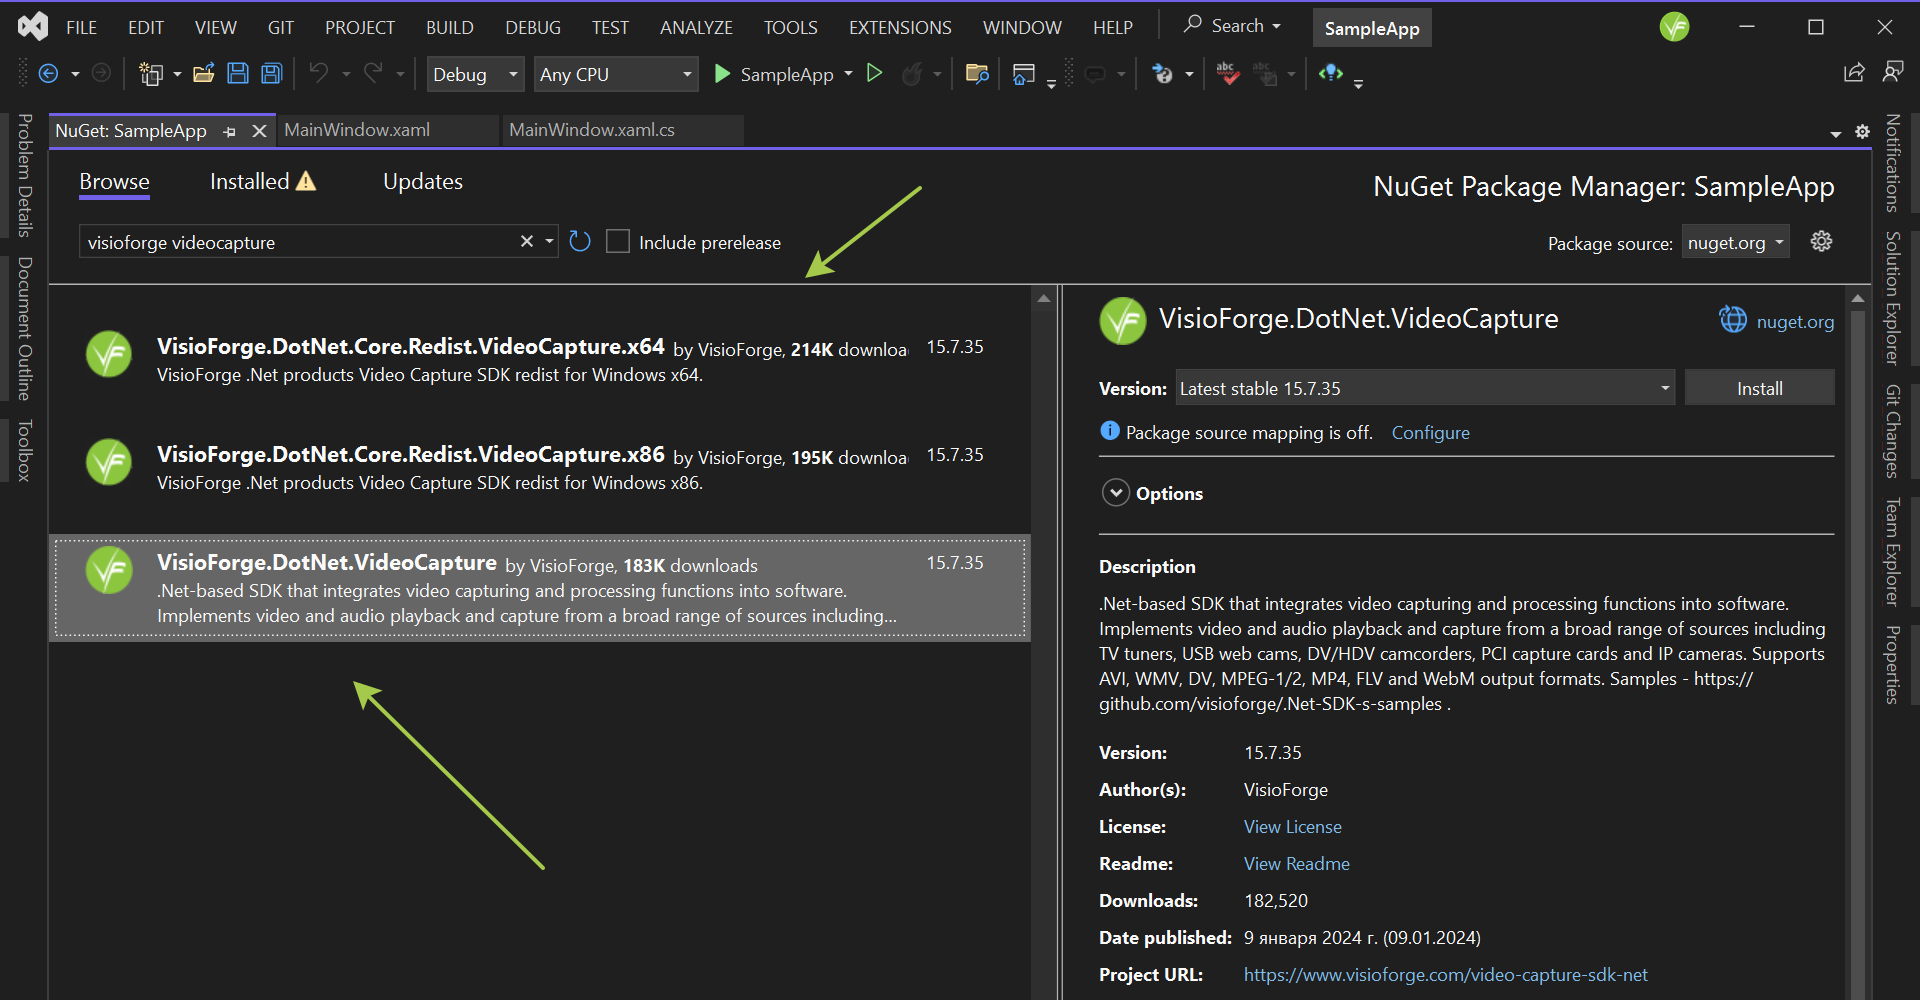 FILE EDIT VIEW GIT PROJECT BUILD DEBUG TEST ANALYZE TOOLS EXTENSIONS WINDOW HELP Search SampleApp
Debug Any CPU SampleApp
NuGet: SampleApp MainWindow.xaml MainWindow.xaml.cs
Problem Details
Document Outline
Toolbox
Browse Installed Updates
NuGet Package Manager: SampleApp
visioforge videocapture Include prerelease
Package source: nuget.org
VisioForge.DotNet.Core.Redist.VideoCapture.x64 by VisioForge, 214K downloa 15.7.35
VisioForge .Net products Video Capture SDK redist for Windows x64.
VisioForge.DotNet.Core.Redist.VideoCapture.x86 by VisioForge, 195K downloa 15.7.35
VisioForge .Net products Video Capture SDK redist for Windows x86.
VisioForge.DotNet.VideoCapture by VisioForge, 183K downloads 15.7.35
.Net-based SDK that integrates video capturing and processing functions into software.
Implements video and audio playback and capture from a broad range of sources including...
VisioForge.DotNet.VideoCapture nuget.org
Version: Latest stable 15.7.35 Install
Package source mapping is off. Configure
Options
Description
.Net-based SDK that integrates video capturing and processing functions into software.
Implements video and audio playback and capture from a broad range of sources including
TV tuners, USB web cams, DV/HDV camcorders, PCI capture cards and IP cameras. Supports
AVI, WMV, DV, MPEG-1/2, MP4, FLV and WebM output formats. Samples - https://
github.com/visioforge/.Net-SDK-s-samples .
Version: 15.7.35
Author(s): VisioForge
License: View License
Readme: View Readme
Downloads: 182,520
Date published: 9 января 2024 г. (09.01.2024)
Project URL: https://www.visioforge.com/video-capture-sdk-net
Notifications
Solution Explorer
Git Changes
Team Explorer
Properties